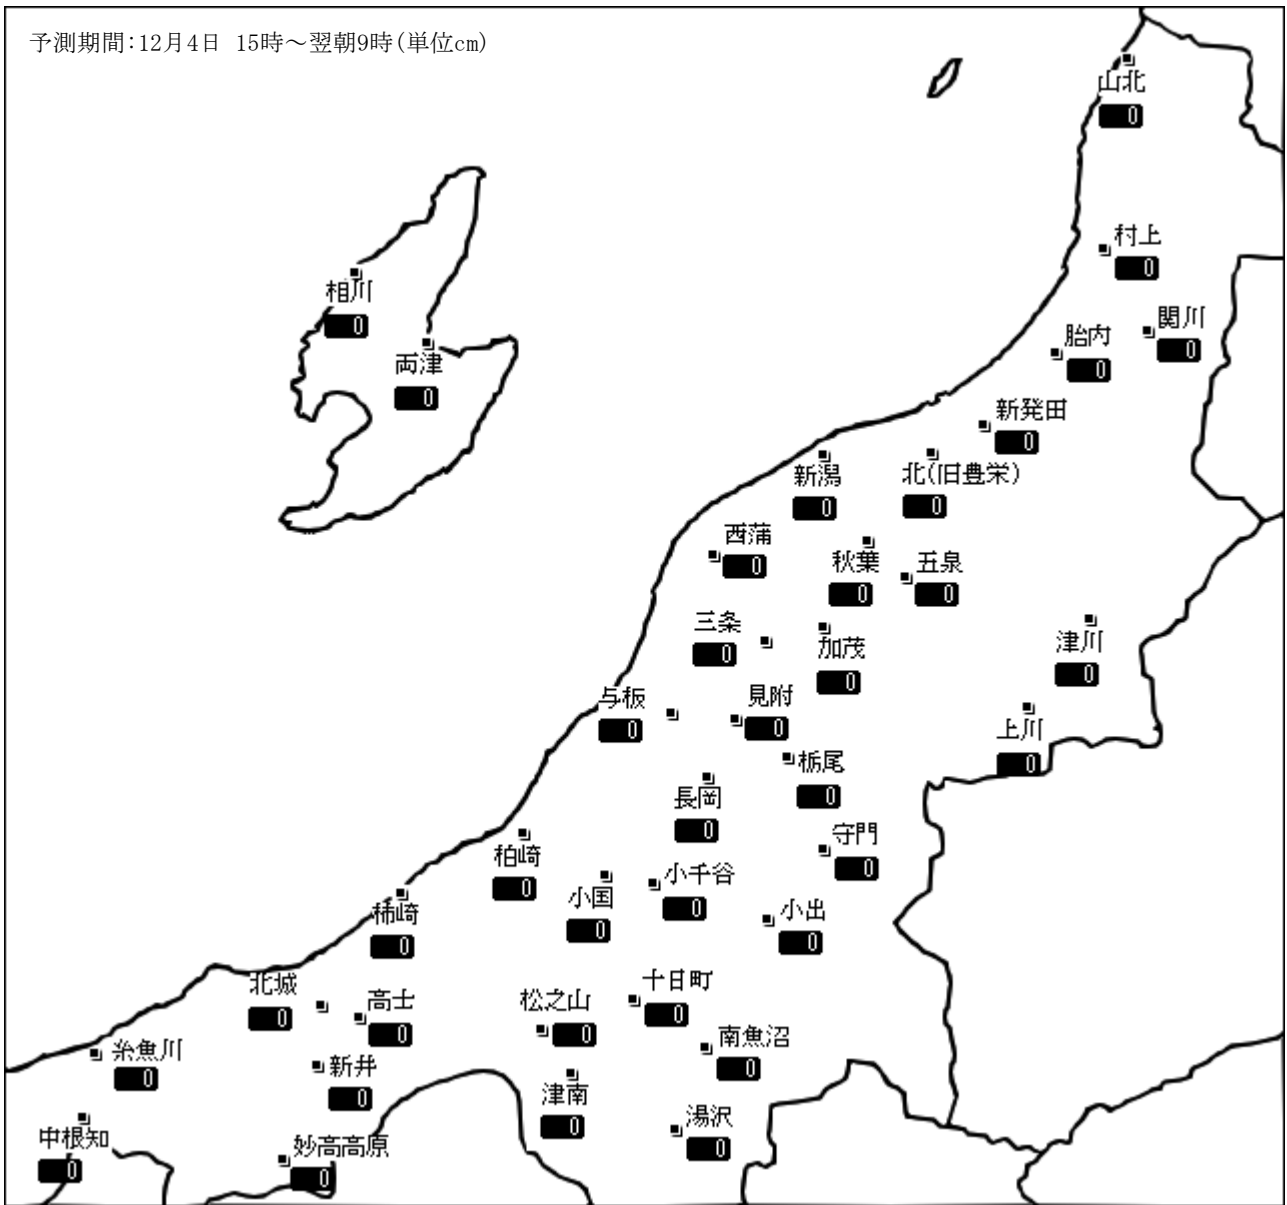 予測期間:12月4日 15時～翌朝9時(単位cm)
山北
0
村上
0
関川
0
胎内
0
相川
0
両津
0
新発田
0
新潟
0
北(旧豊栄)
0
西蒲
0
秋葉
0
五泉
0
三条
0
加茂
0
津川
0
与板
0
見附
0
上川
0
栃尾
0
長岡
0
守門
0
柏崎
0
小国
0
小千谷
0
小出
0
柿崎
0
北城
0
高士
0
松之山
0
十日町
0
南魚沼
0
糸魚川
0
新井
0
津南
0
湯沢
0
中根知
0
妙高高原
0